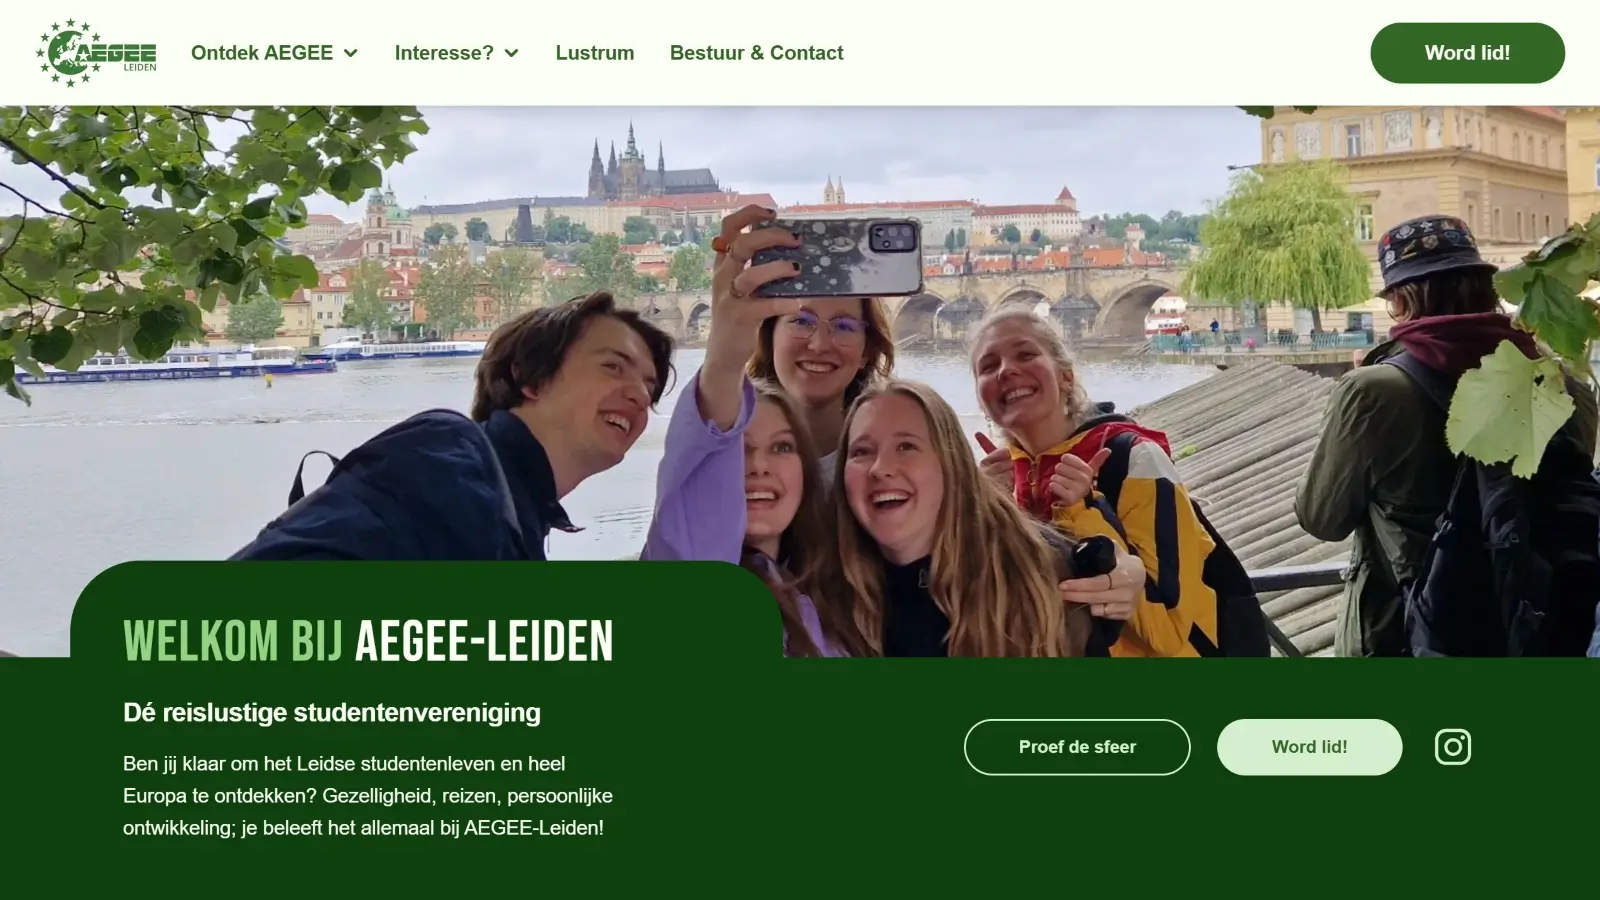 AEGEE
LEIDEN
Ontdek AEGEE
Interesse?
Lustrum
Bestuur & Contact
Word lid!
WELKOM BIJ AEGEE-LEIDEN
Dé reislustige studentenvereniging
Ben jij klaar om het Leidse studentenleven en heel
Europa te ontdekken? Gezelligheid, reizen, persoonlijke
ontwikkeling; je beleeft het allemaal bij AEGEE-Leiden!
Proef de sfeer
Word lid!